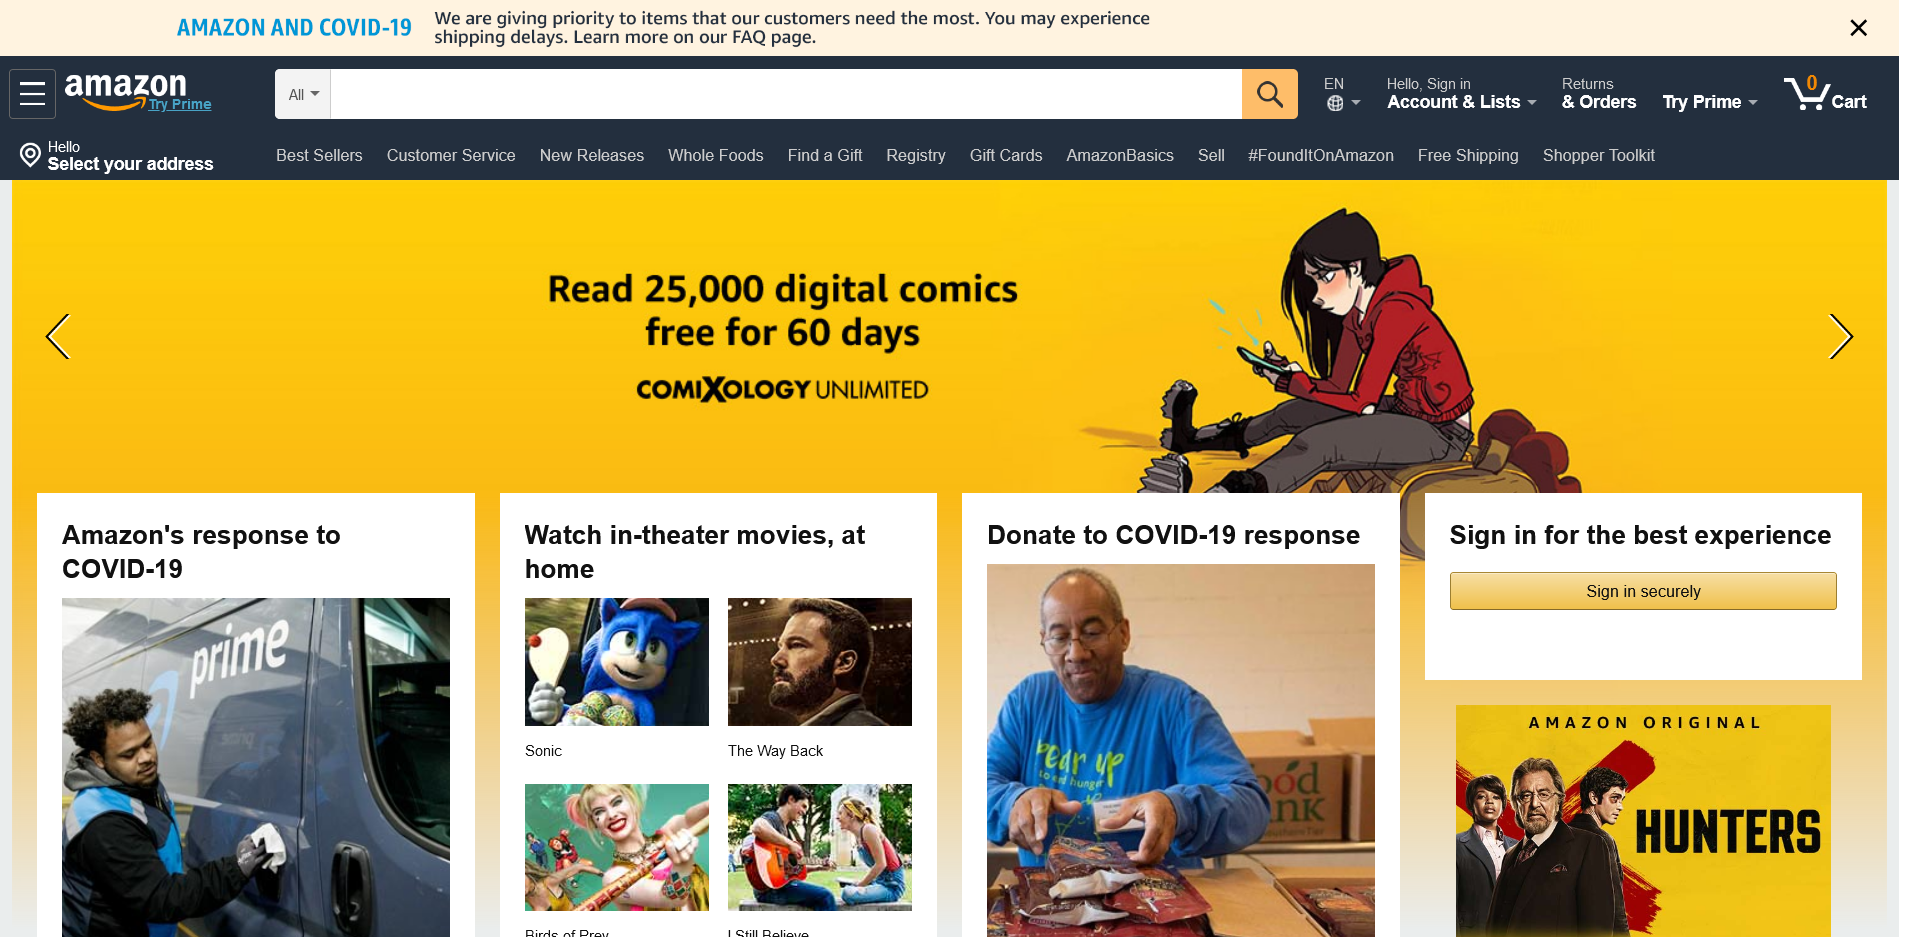 AMAZON AND COVID-19
We are giving priority to items that our customers need the most. You may experience
shipping delays. Learn more on our FAQ page.
amazon
Try Prime
All
EN
Hello, Sign in
Account & Lists
Returns
& Orders
Try Prime
0
Cart
Hello
Select your address
Best Sellers
Customer Service
New Releases
Whole Foods
Find a Gift
Registry
Gift Cards
AmazonBasics
Sell
#FoundItOnAmazon
Free Shipping
Shopper Toolkit
Read 25,000 digital comics
free for 60 days
COMIXOLOGY UNLIMITED
Amazon's response to
COVID-19
prime
Watch in-theater movies, at
home
Sonic
The Way Back
Birds of Prey
I Still Believe
Donate to COVID-19 response
Sign in for the best experience
Sign in securely
AMAZON ORIGINAL
HUNTERS